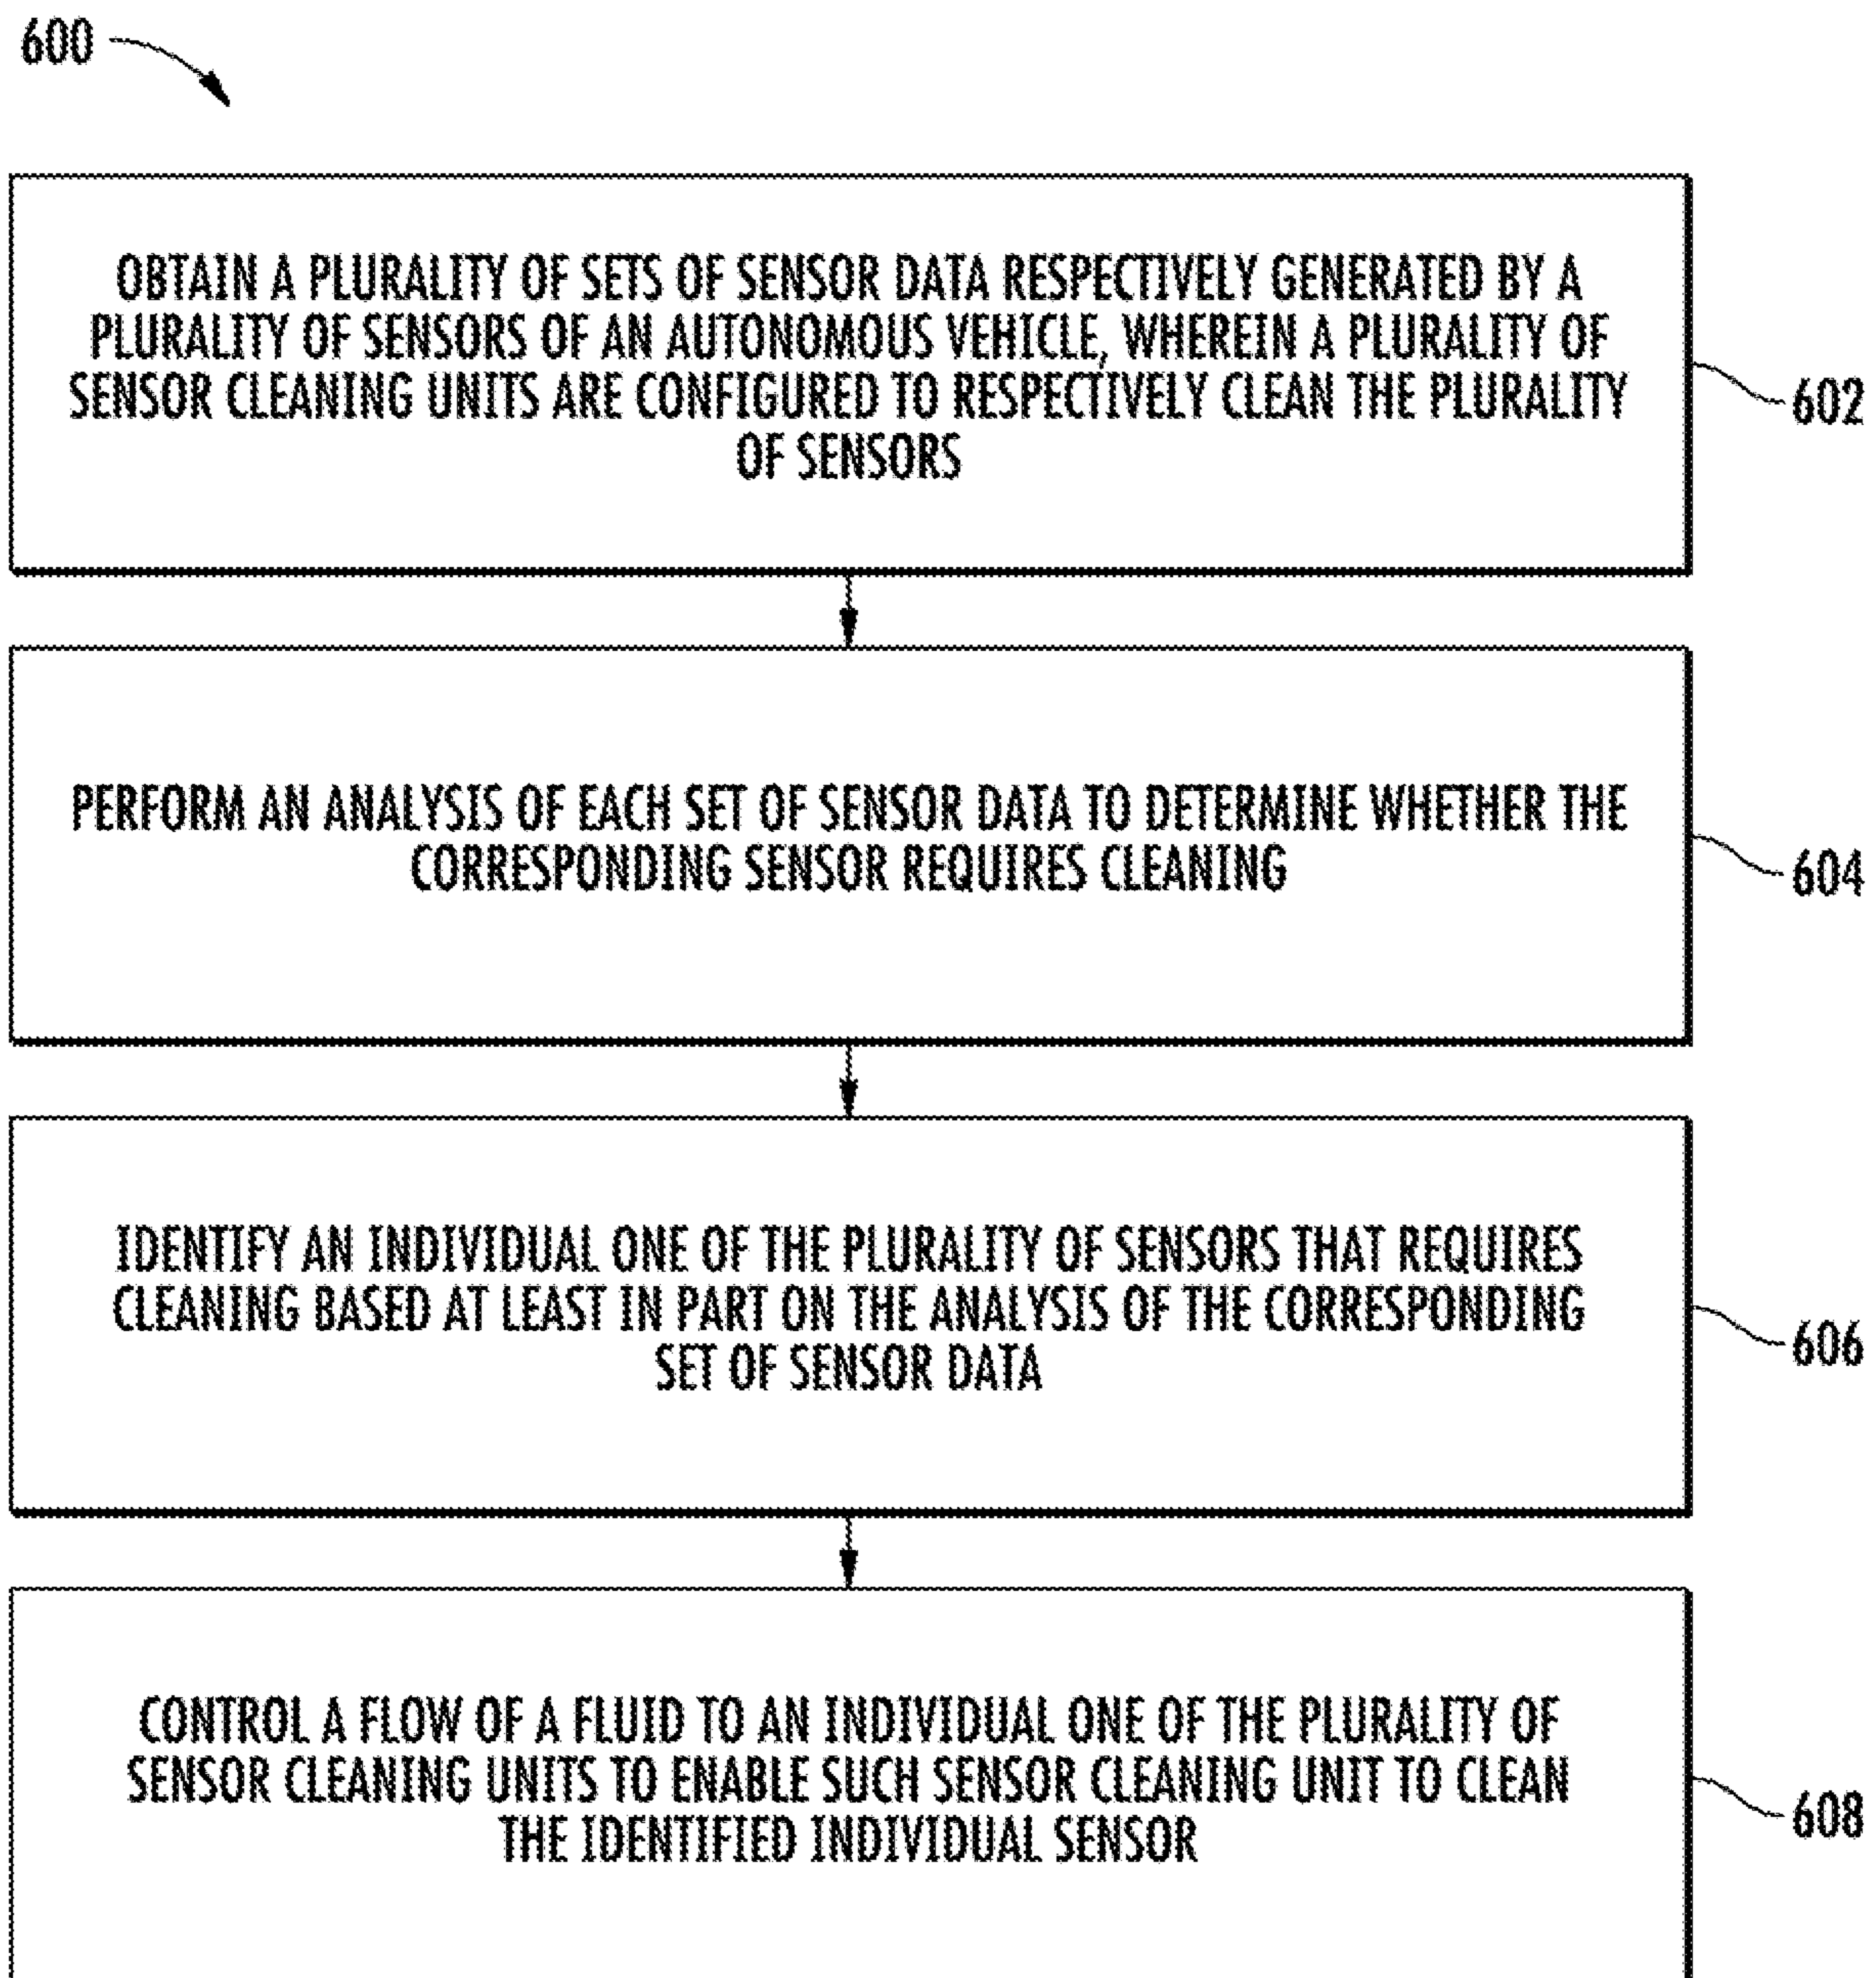 600
OBTAIN A PLURALITY OF SETS OF SENSOR DATA RESPECTIVELY GENERATED BY A
PLURALITY OF SENSORS OF AN AUTONOMOUS VEHICLE, WHEREIN A PLURALITY OF
SENSOR CLEANING UNITS ARE CONFIGURED TO RESPECTIVELY CLEAN THE PLURALITY
OF SENSORS
602
PERFORM AN ANALYSIS OF EACH SET OF SENSOR DATA TO DETERMINE WHETHER THE
CORRESPONDING SENSOR REQUIRES CLEANING
604
IDENTIFY AN INDIVIDUAL ONE OF THE PLURALITY OF SENSORS THAT REQUIRES
CLEANING BASED AT LEAST IN PART ON THE ANALYSIS OF THE CORRESPONDING
SET OF SENSOR DATA
606
CONTROL A FLOW OF A FLUID TO AN INDIVIDUAL ONE OF THE PLURALITY OF
SENSOR CLEANING UNITS TO ENABLE SUCH SENSOR CLEANING UNIT TO CLEAN
THE IDENTIFIED INDIVIDUAL SENSOR
608